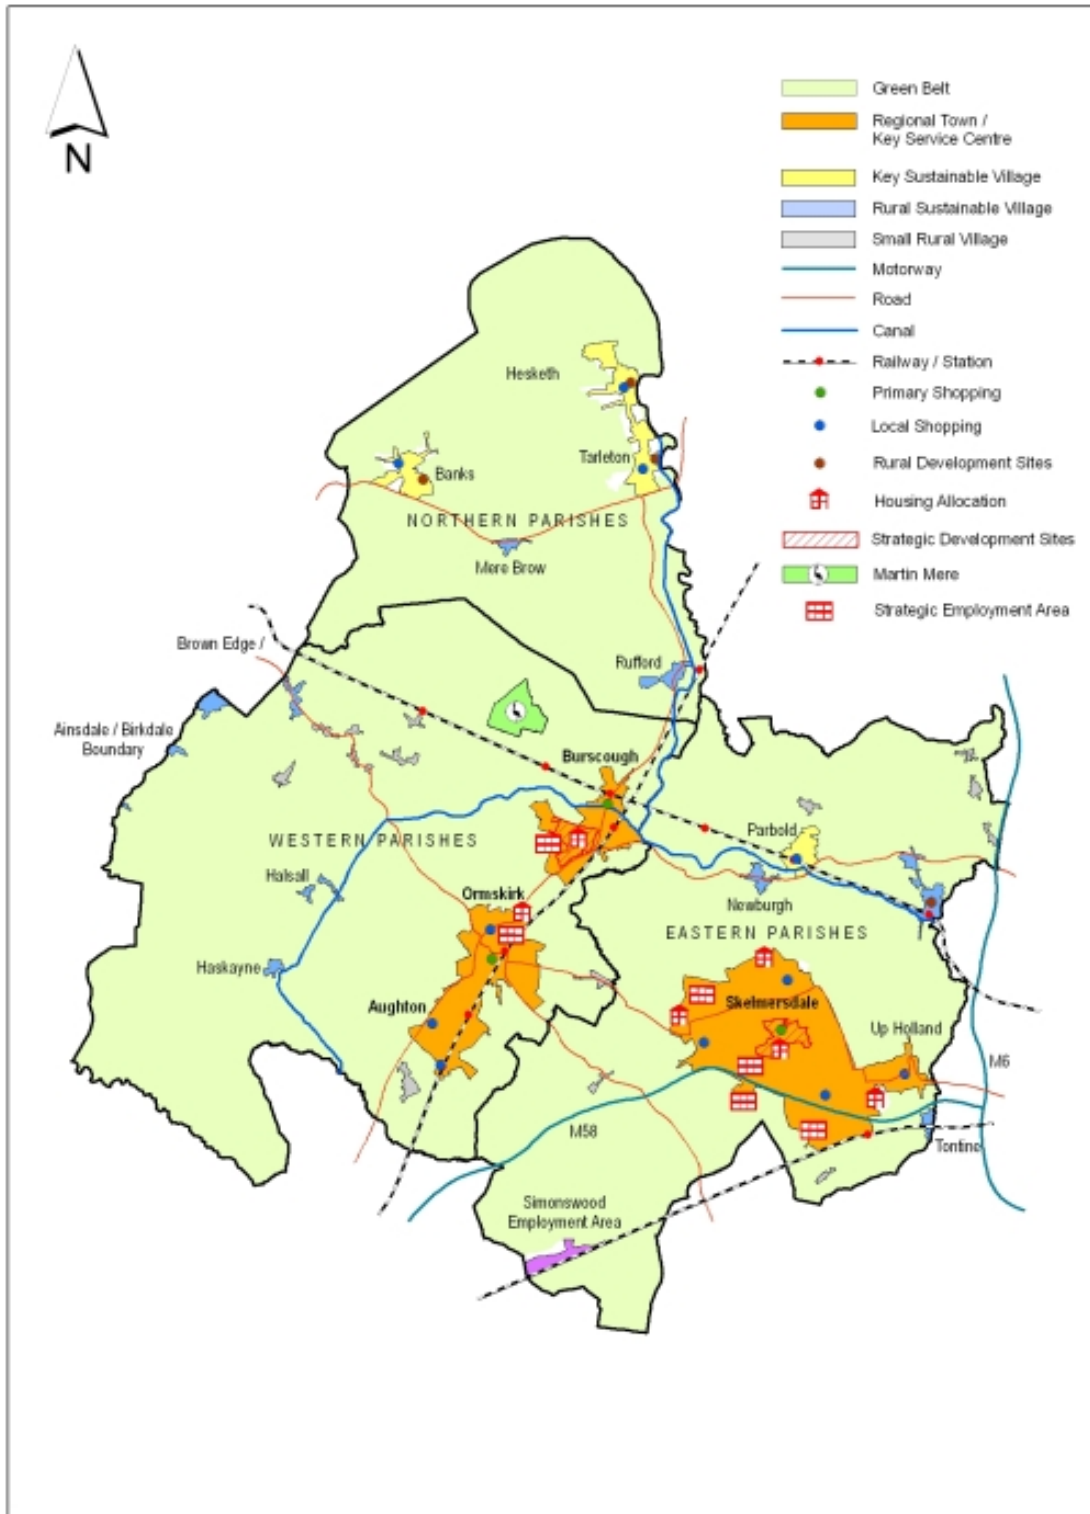 N
Green Belt
Regional Town /
Key Service Centre
Key Sustainable Village
Rural Sustainable Village
Small Rural Village
Motorway
Road
Canal
Railway / Station
Primary Shopping
Local Shopping
Rural Development Sites
Housing Allocation
Strategic Development Sites
Martin Mere
Strategic Employment Area
Hesketh
Tarleton
Banks
NORTHERN PARISHES
Mere Brow
Brown Edge /
Rufford
Ainsdale / Birkdale
Boundary
Burscough
Parbold
WESTERN PARISHES
Halsall
Ormskirk
Newburgh
EASTERN PARISHES
Haskayne
Aughton
Skelmersdale
Up Holland
M6
M58
Tontine
Simonswood
Employment Area